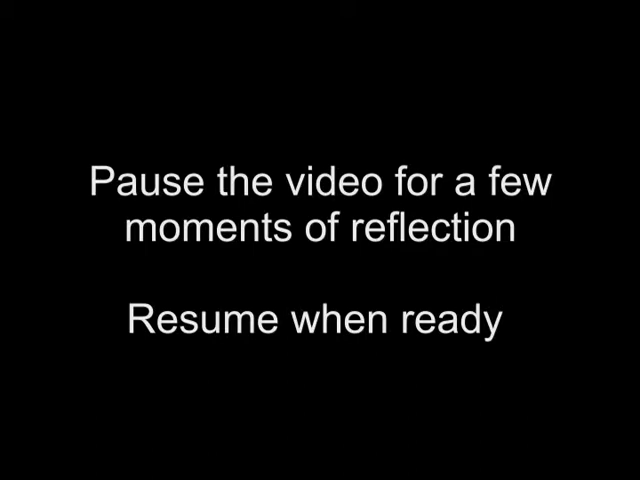 Pause the video for a few
moments of reflection
Resume when ready